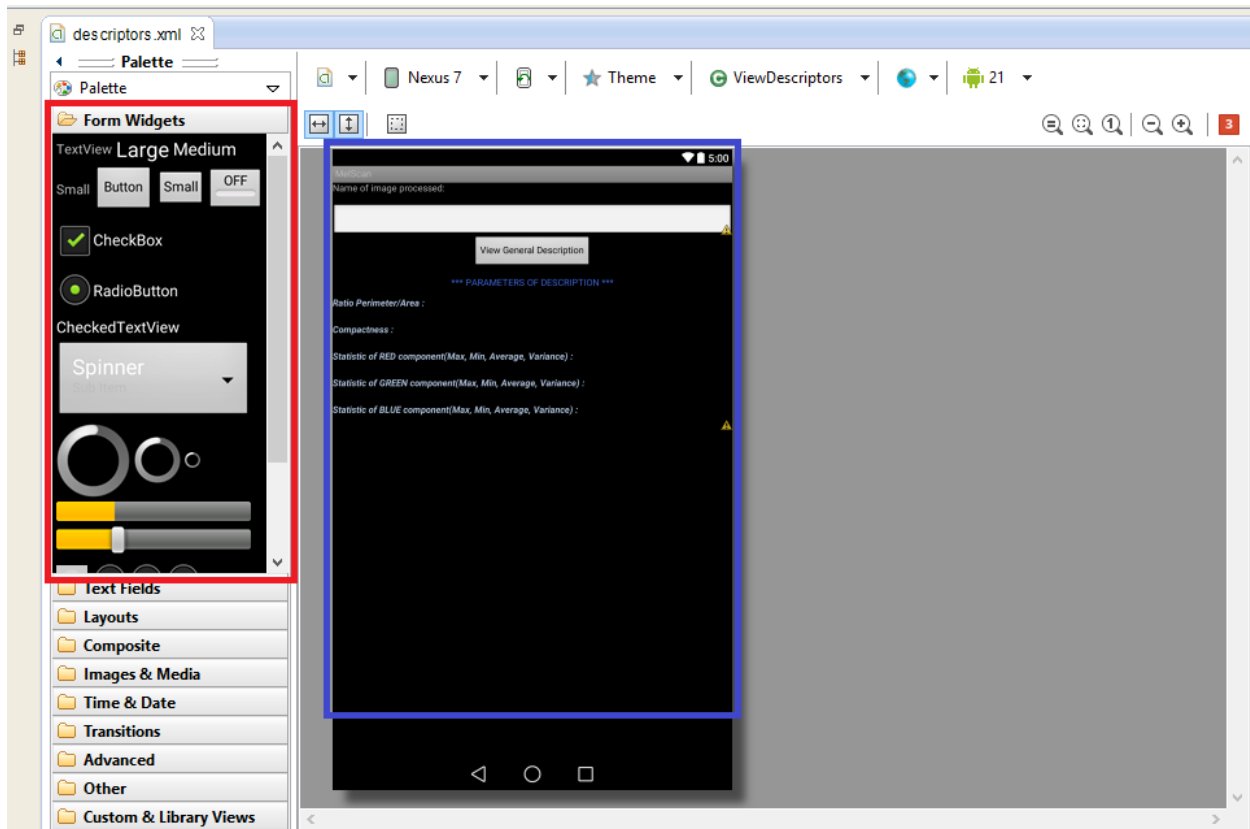 descriptors.xml
Palette
Palette
Nexus 7
Theme
ViewDescriptors
21
Form Widgets
3
TextView Large Medium
Small Button Small OFF
CheckBox
RadioButton
CheckedTextView
Spinner
Sub Item
Text Fields
Layouts
Composite
Images & Media
Time & Date
Transitions
Advanced
Other
Custom & Library Views
5:00
MelScan
Name of image processed:
View General Description
*** PARAMETERS OF DESCRIPTION ***
Ratio Perimeter/Area :
Compactness :
Statistic of RED component(Max, Min, Average, Variance) :
Statistic of GREEN component(Max, Min, Average, Variance) :
Statistic of BLUE component(Max, Min, Average, Variance) :